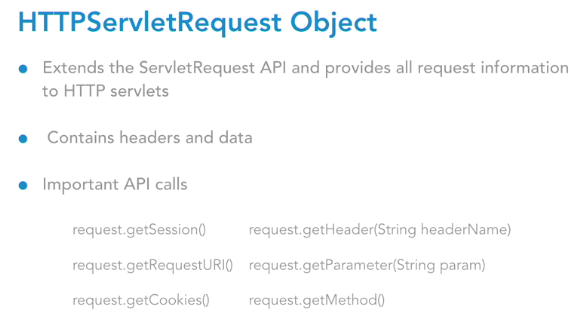 HTTPServletRequest Object
Extends the ServletRequest API and provides all request information
to HTTP servlets
Contains headers and data
Important API calls
request.getSession() request.getHeader(String headerName)
request.getRequestURI() request.getParameter(String param)
request.getCookies() request.getMethod()